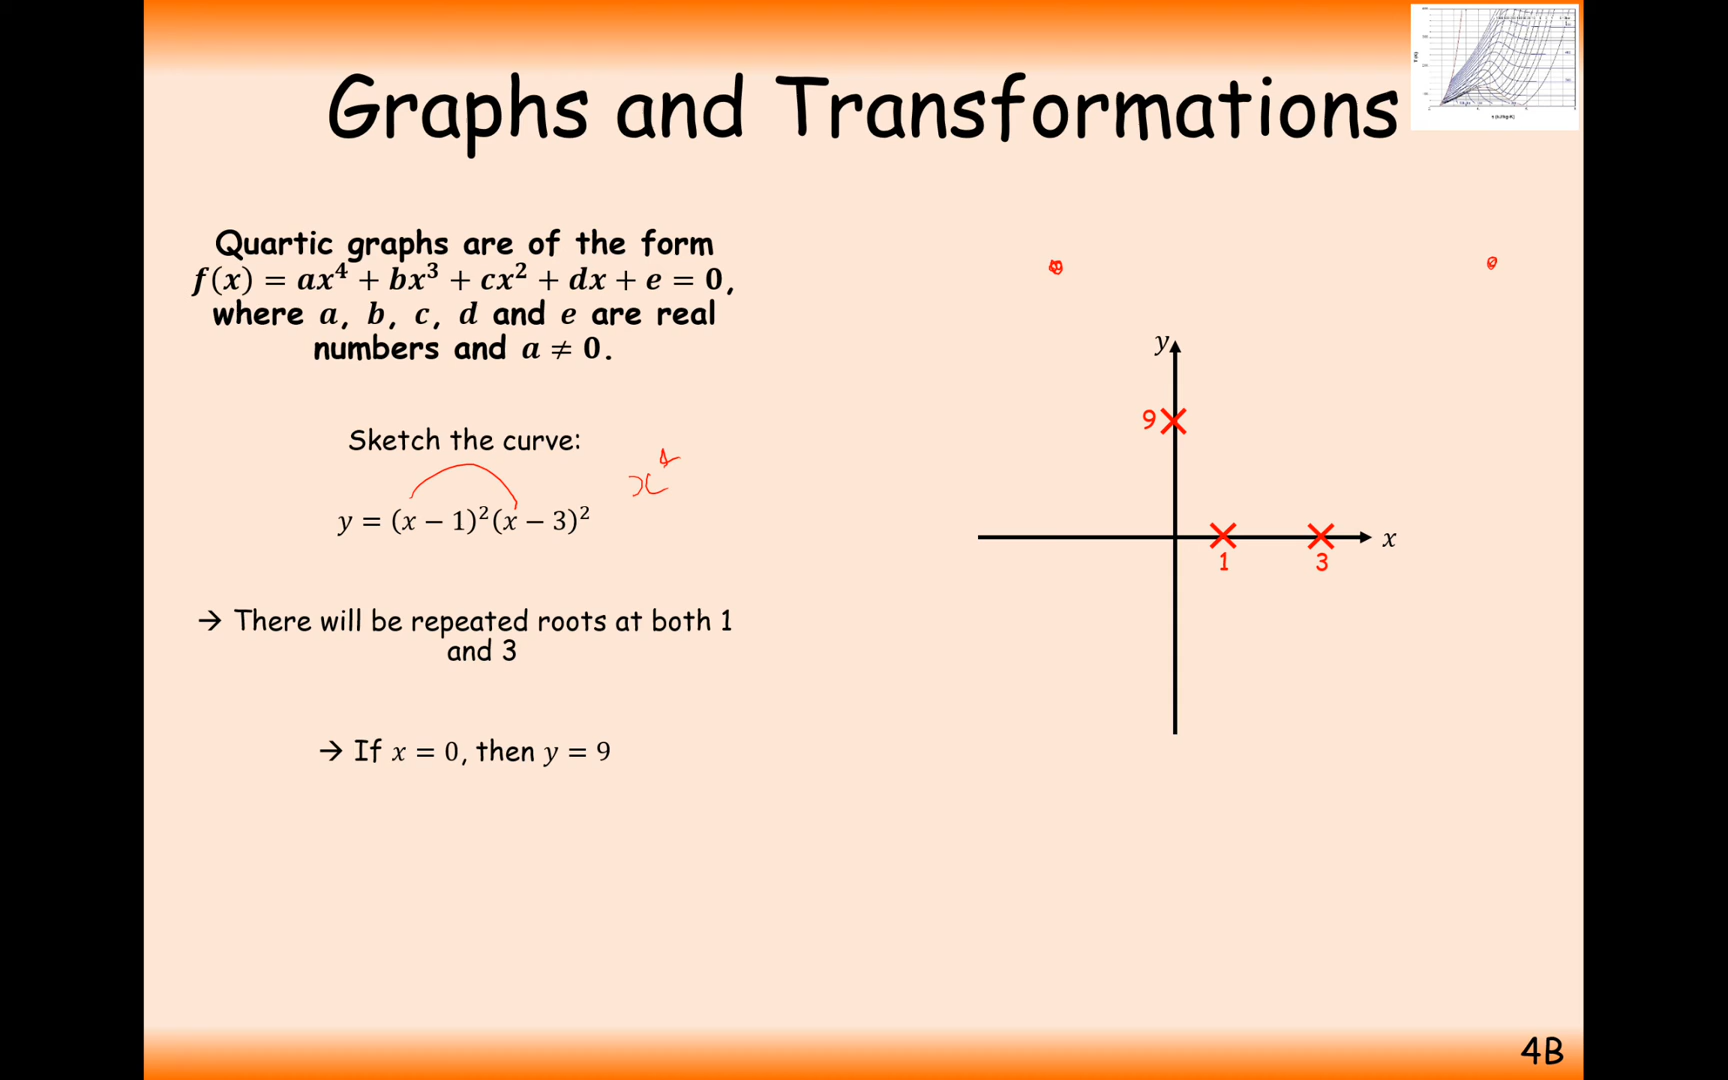 Graphs and Transformations
Quartic graphs are of the form
f(x) = ax⁴ + bx³ + cx² + dx + e = 0,
where a, b, c, d and e are real
numbers and a ≠ 0.
Sketch the curve:
x⁴
y = (x − 1)²(x − 3)²
→ There will be repeated roots at both 1
and 3
→ If x = 0, then y = 9
y
9
x
1
3
4B